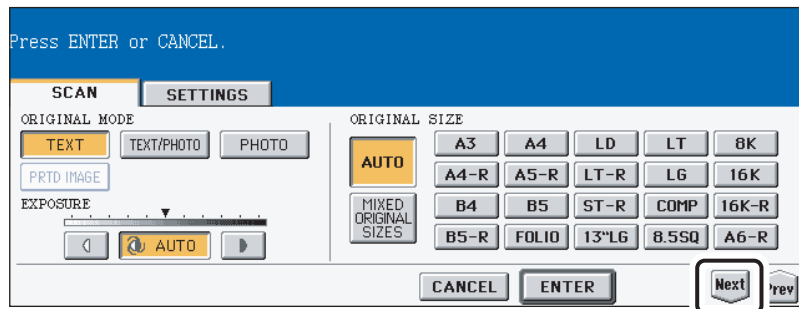 Press ENTER or CANCEL.
SCAN SETTINGS
ORIGINAL MODE
TEXT TEXT/PHOTO PHOTO
PRTD IMAGE
EXPOSURE
AUTO
ORIGINAL SIZE
AUTO
MIXED
ORIGINAL
SIZES
A3 A4 LD LT 8K
A4-R A5-R LT-R LG 16K
B4 B5 ST-R COMP 16K-R
B5-R FOLIO 13"LG 8.5SQ A6-R
CANCEL ENTER Next Prev